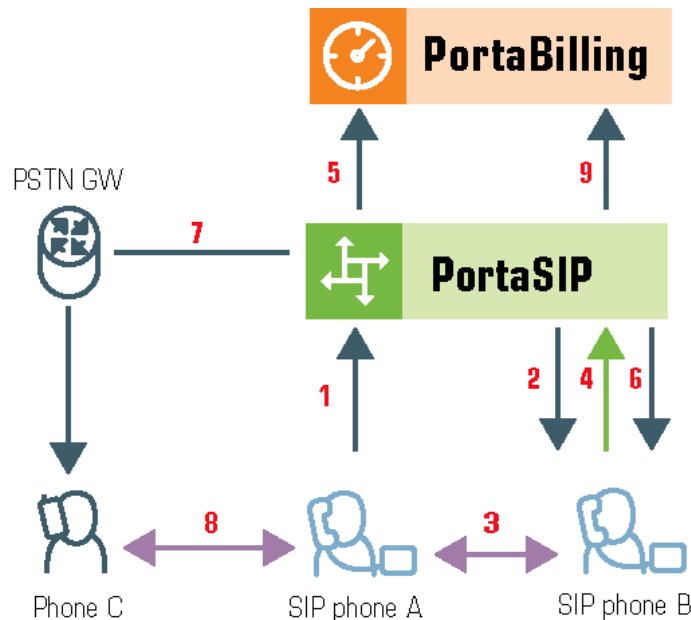 PortaBilling
5
9
PSTN GW
7
PortaSIP
1
2
4
6
8
3
Phone C
SIP phone A
SIP phone B